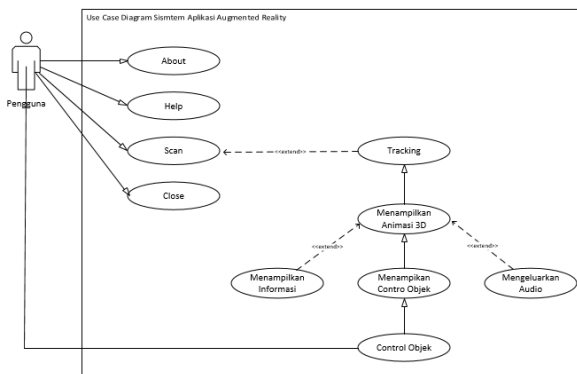 Use Case Diagram Sismtem Aplikasi Augmented Reality
Pengguna
About
Help
Scan
<<extend>>
Tracking
Close
Menampilkan
Animasi 3D
<<extend>>
<<extend>>
Menampilkan
Informasi
Menampikan
Contro Objek
Mengeluarkan
Audio
Control Objek